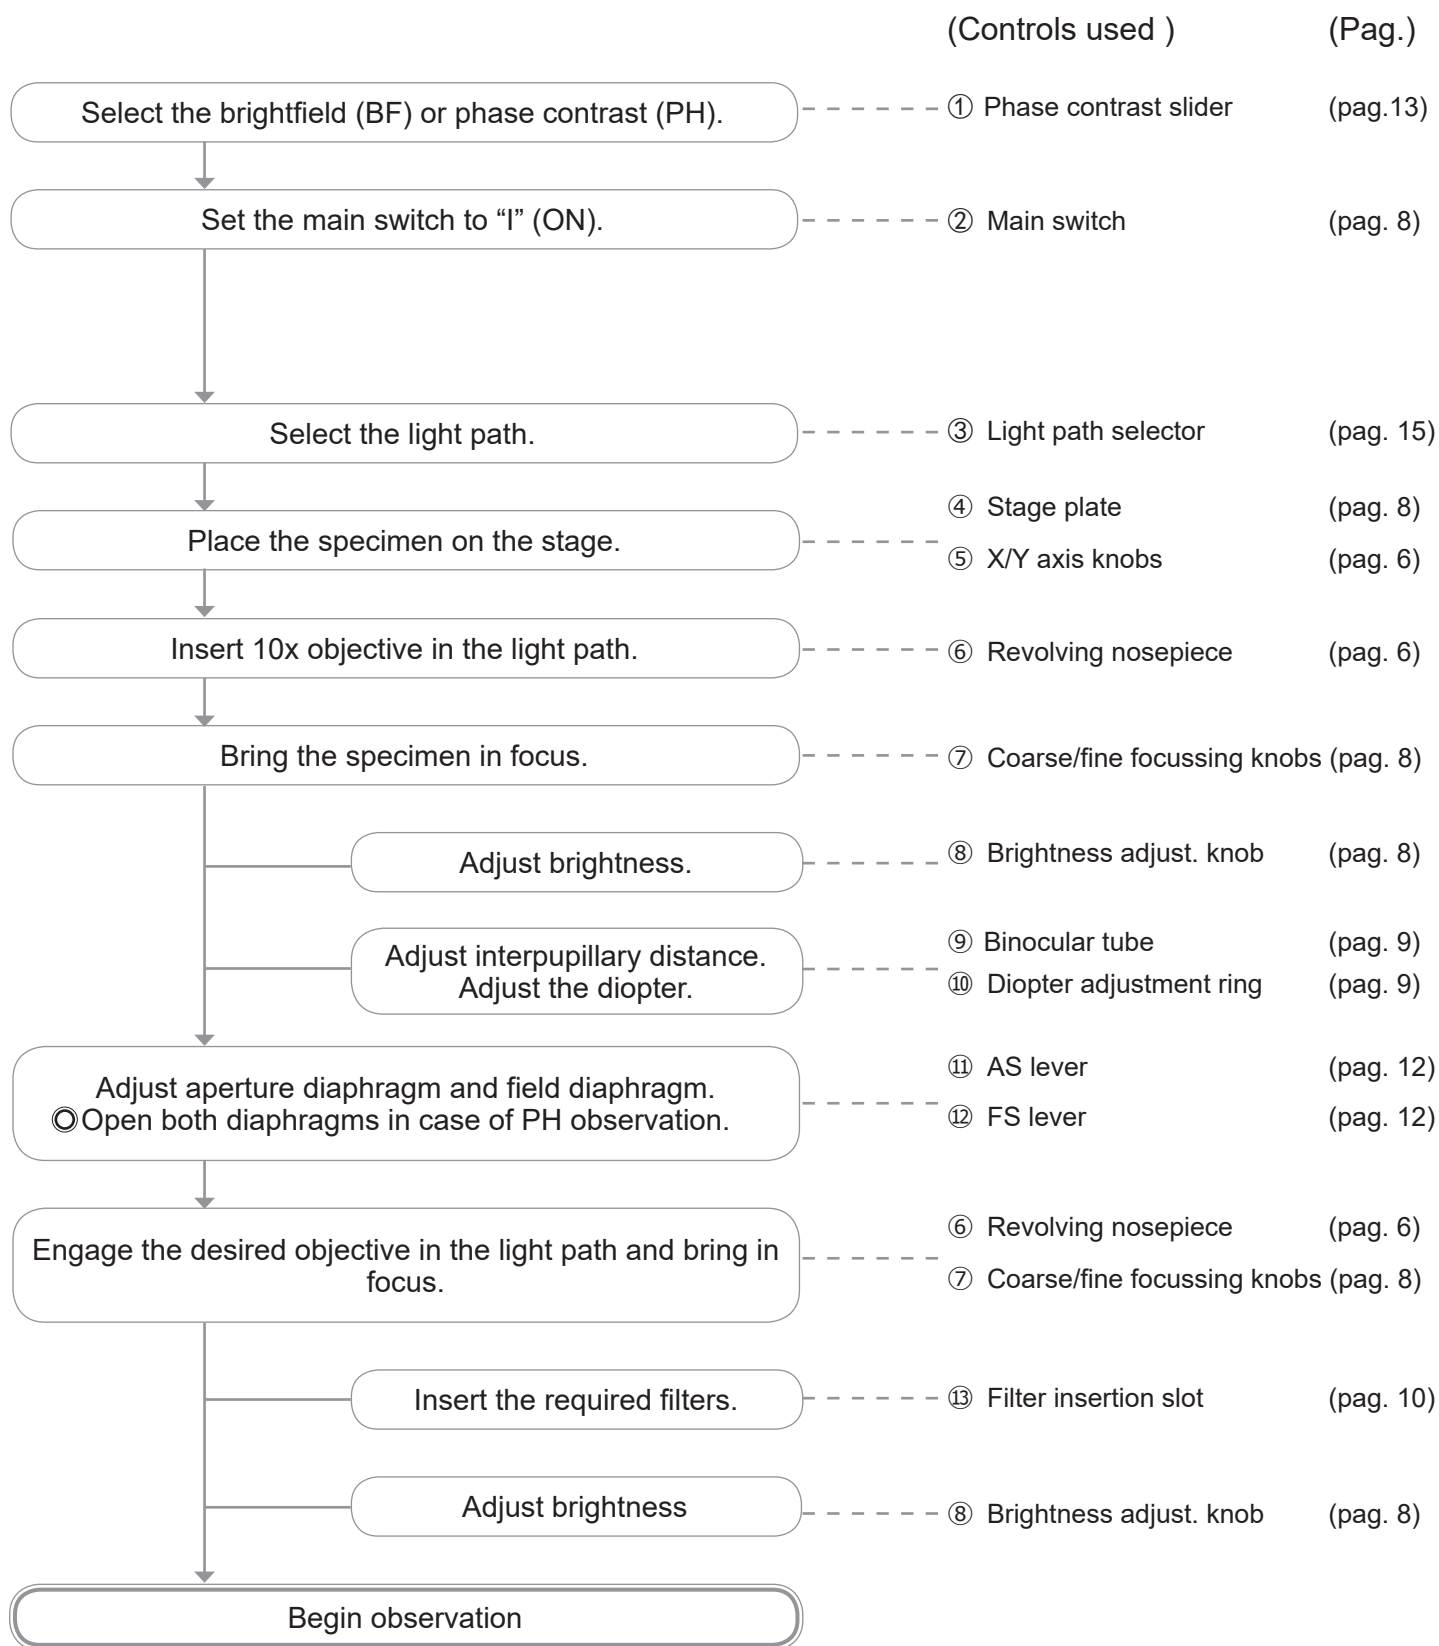 (Controls used ) (Pag.)
Select the brightfield (BF) or phase contrast (PH). ① Phase contrast slider (pag.13)
Set the main switch to “I” (ON). ② Main switch (pag. 8)
Select the light path. ③ Light path selector (pag. 15)
④ Stage plate (pag. 8)
Place the specimen on the stage.
⑤ X/Y axis knobs (pag. 6)
Insert 10x objective in the light path. ⑥ Revolving nosepiece (pag. 6)
Bring the specimen in focus. ⑦ Coarse/fine focussing knobs (pag. 8)
Adjust brightness. ⑧ Brightness adjust. knob (pag. 8)
⑨ Binocular tube (pag. 9)
Adjust interpupillary distance.
Adjust the diopter. ⑩ Diopter adjustment ring (pag. 9)
⑪ AS lever (pag. 12)
Adjust aperture diaphragm and field diaphragm.
◎Open both diaphragms in case of PH observation. ⑫ FS lever (pag. 12)
⑥ Revolving nosepiece (pag. 6)
Engage the desired objective in the light path and bring in
focus. ⑦ Coarse/fine focussing knobs (pag. 8)
Insert the required filters. ⑬ Filter insertion slot (pag. 10)
Adjust brightness ⑧ Brightness adjust. knob (pag. 8)
Begin observation